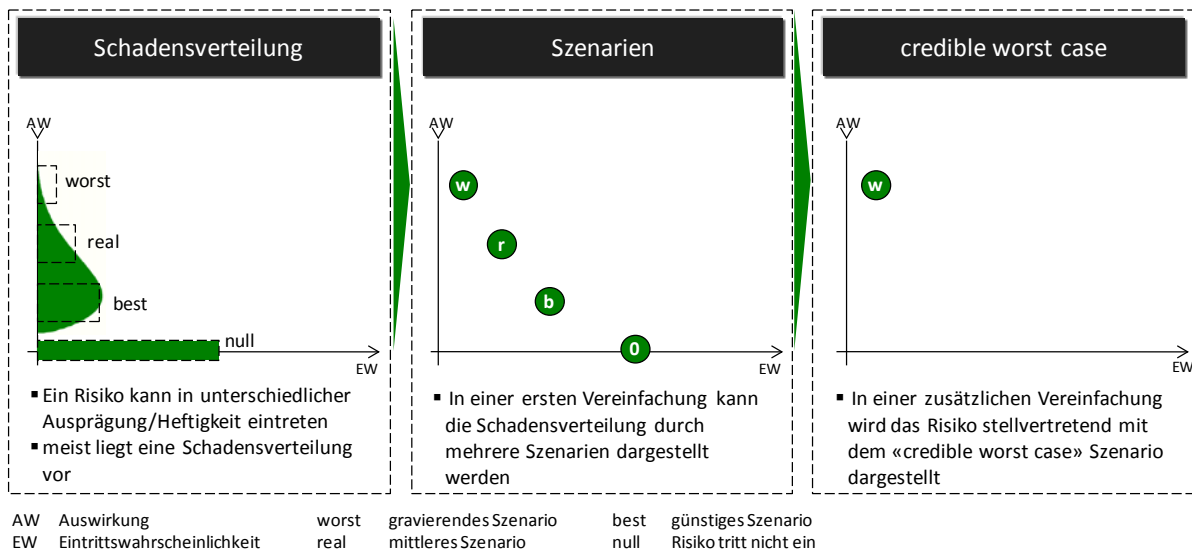 Schadensverteilung
AW
worst
real
best
null
EW
▪ Ein Risiko kann in unterschiedlicher
Ausprägung/Heftigkeit eintreten
▪ meist liegt eine Schadensverteilung
vor
Szenarien
AW
w
r
b
0
EW
▪ In einer ersten Vereinfachung kann
die Schadensverteilung durch
mehrere Szenarien dargestellt
werden
credible worst case
AW
w
EW
▪ In einer zusätzlichen Vereinfachung
wird das Risiko stellvertretend mit
dem «credible worst case» Szenario
dargestellt
AW Auswirkung worst gravierendes Szenario best günstiges Szenario
EW Eintrittswahrscheinlichkeit real mittleres Szenario null Risiko tritt nicht ein